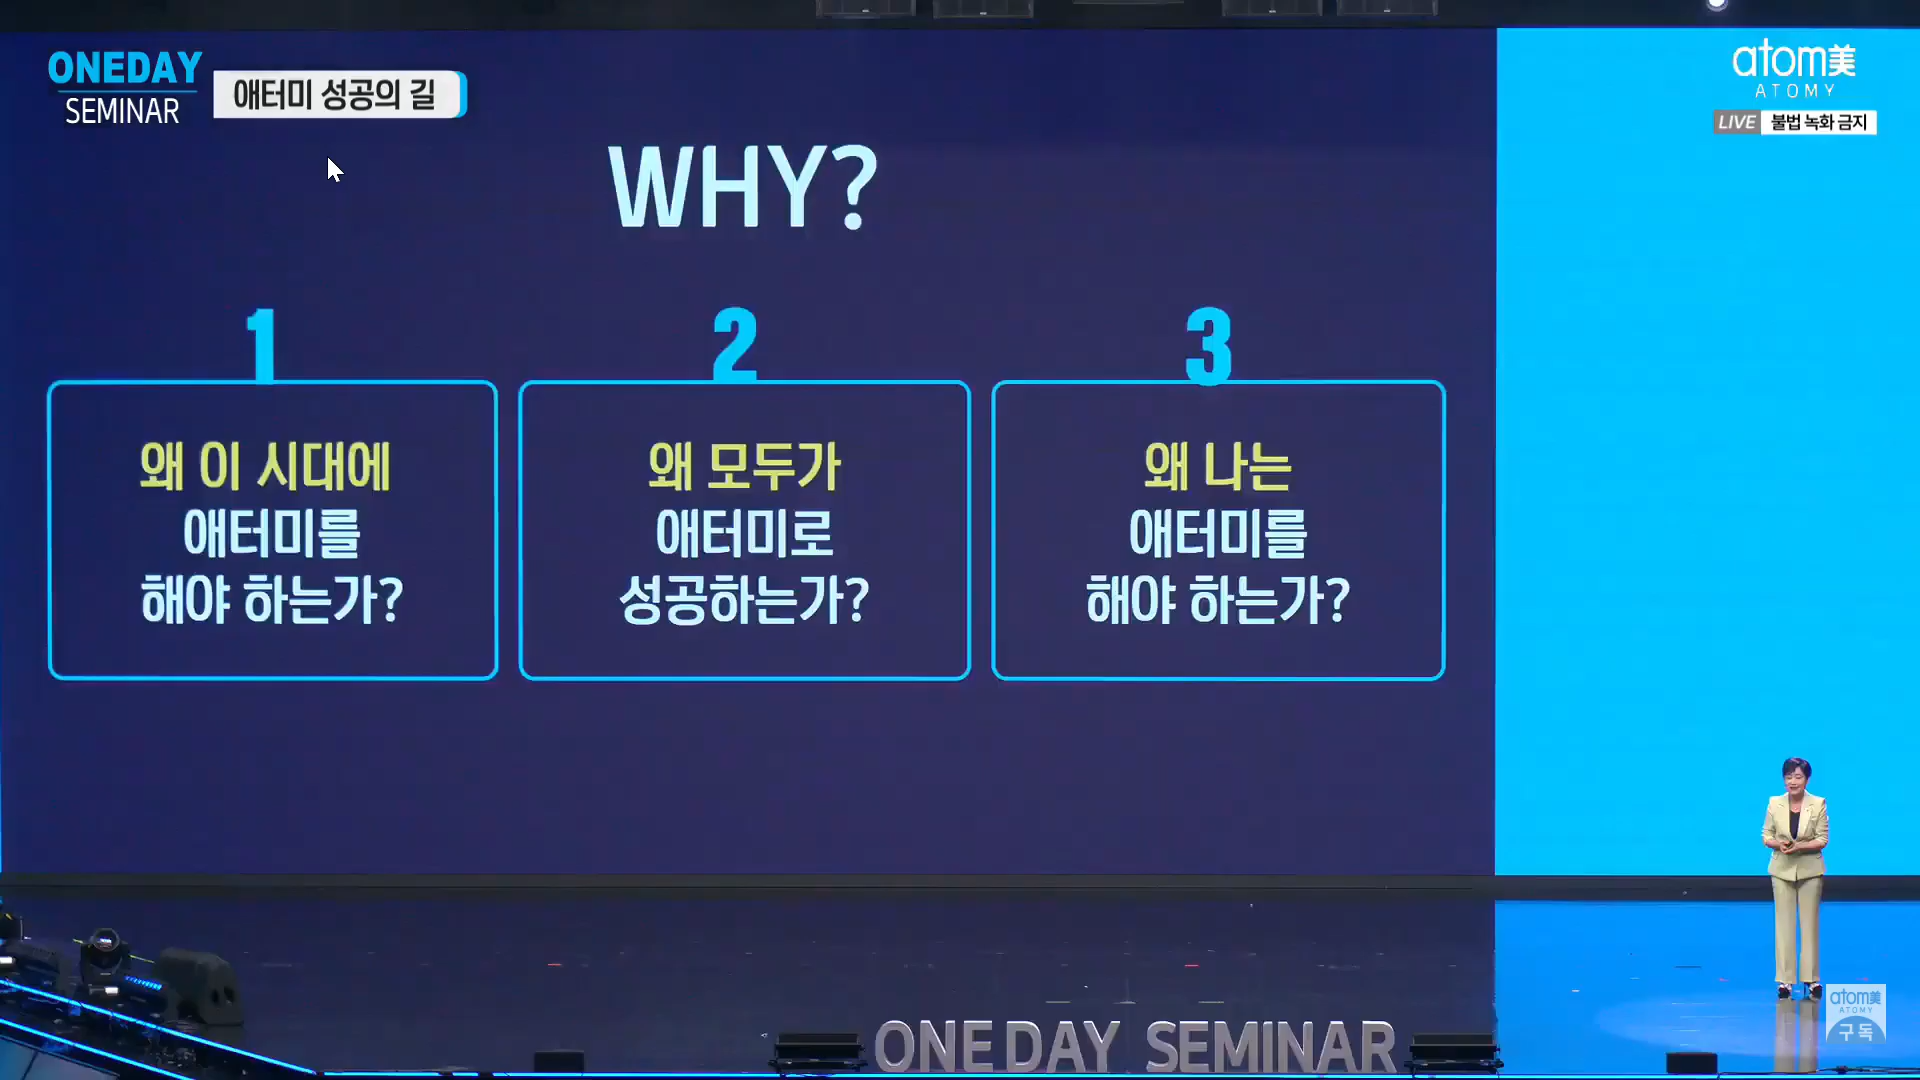 ONEDAY
SEMINAR
애터미 성공의 길
atom美
ATOMY
LIVE 불법 녹화 금지
WHY?
1
왜 이 시대에
애터미를
해야 하는가?
2
왜 모두가
애터미로
성공하는가?
3
왜 나는
애터미를
해야 하는가?
ONE DAY SEMINAR
atom美
ATOMY
구독